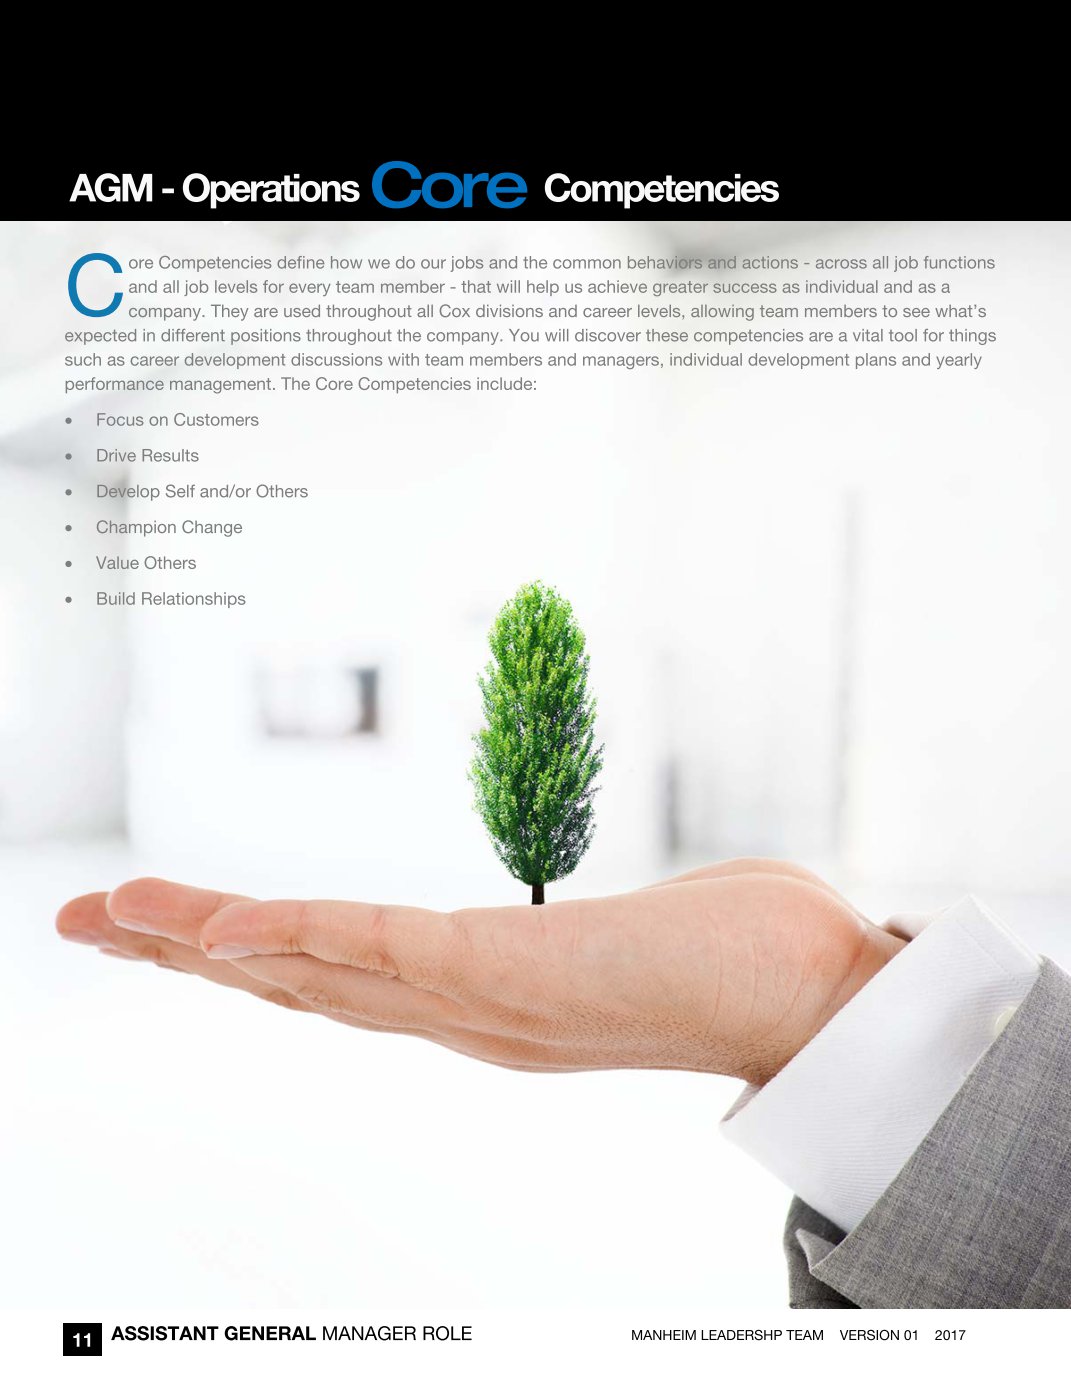 AGM - Operations Core Competencies
Core Competencies define how we do our jobs and the common behaviors and actions - across all job functions
and all job levels for every team member - that will help us achieve greater success as individual and as a
company. They are used throughout all Cox divisions and career levels, allowing team members to see what's
expected in different positions throughout the company. You will discover these competencies are a vital tool for things
such as career development discussions with team members and managers, individual development plans and yearly
performance management. The Core Competencies include:
• Focus on Customers
• Drive Results
• Develop Self and/or Others
• Champion Change
• Value Others
• Build Relationships
11 ASSISTANT GENERAL MANAGER ROLE MANHEIM LEADERSHP TEAM VERSION 01 2017